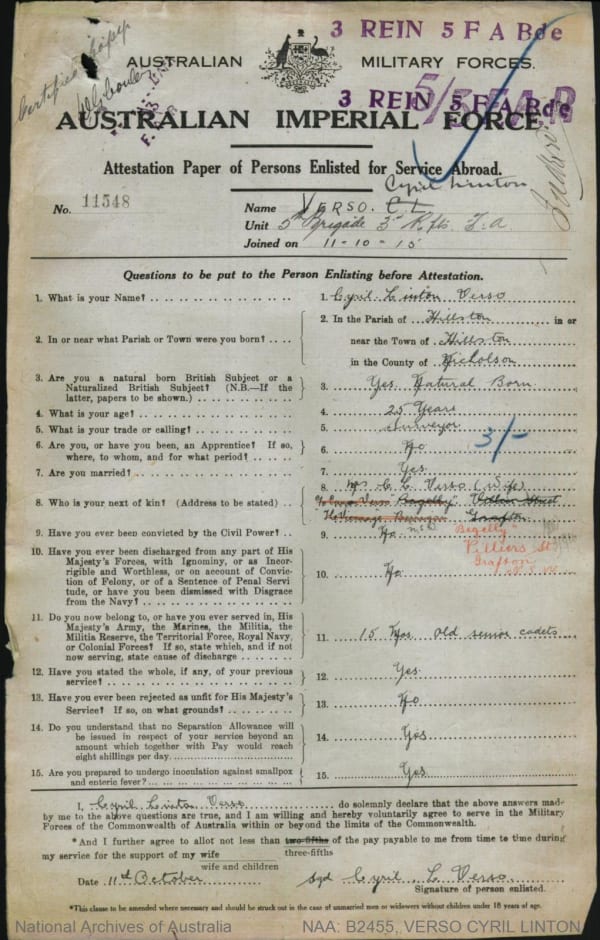 Certified Copy
3 REIN 5 F A Bde
AUSTRALIAN MILITARY FORCES.
3 REIN 5 F A Bde
AUSTRALIAN IMPERIAL FORCE
Attestation Paper of Persons Enlisted for Service Abroad.
Cyril Linton
No. 11548 Name VERSO. C L
Unit 5th Brigade 3rd Rfts F.A
Joined on 11-10-15
Questions to be put to the Person Enlisting before Attestation.
1. What is your Name? 1. Cyril Linton Verso
2. In or near what Parish or Town were you born? 2. In the Parish of Hillston in or
near the Town of Hillston
in the County of Nicholson
3. Are you a natural born British Subject or a
Naturalized British Subject? (N.B.—If the
latter, papers to be shown.) 3. Yes. Natural Born
4. What is your age? 4. 25 Years
5. What is your trade or calling? 5. Surveyor
6. Are you, or have you been, an Apprentice? If so,
where, to whom, and for what period? 6. No 3/-
7. Are you married? 7. Yes
8. Who is your next of kin? (Address to be stated) 8. Mrs C. L. Verso (Wife)
"Bagelly"
Grafton
9. Have you ever been convicted by the Civil Power? 9. No
"Bagelly"
St
Grafton
N.S.W.
10. Have you ever been discharged from any part of His
Majesty's Forces, with Ignominy, or as Incor-
rigible and Worthless, or on account of Convic-
tion of Felony, or of a Sentence of Penal Servi
tude, or have you been dismissed with Disgrace
from the Navy? 10. No
11. Do you now belong to, or have you ever served in, His
Majesty's Army, the Marines, the Militia, the
Militia Reserve, the Territorial Force, Royal Navy,
or Colonial Forces? If so, state which, and if not
now serving, state cause of discharge 11. old senior cadets
12. Have you stated the whole, if any, of your previous
service? 12. Yes.
13. Have you ever been rejected as unfit for His Majesty's
Service? If so, on what grounds? 13. No
14. Do you understand that no Separation Allowance will
be issued in respect of your service beyond an
amount which together with Pay would reach
eight shillings per day. 14. Yes
15. Are you prepared to undergo inoculation against smallpox
and enteric fever? 15. Yes
I, Cyril Linton Verso do solemnly declare that the above answers made
by me to the above questions are true, and I am willing and hereby voluntarily agree to serve in the Military
Forces of the Commonwealth of Australia within or beyond the limits of the Commonwealth.
*And I further agree to allot not less than two-fifths of the pay payable to me from time to time during
three-fifths
my service for the support of my wife
wife and children
Date 11th October sgd Cyril L Verso
Signature of person enlisted.
*This clause to be amended where necessary and should be struck out in the case of unmarried men or widowers without children under 18 years of age.
National Archives of Australia NAA: B2455, VERSO CYRIL LINTON